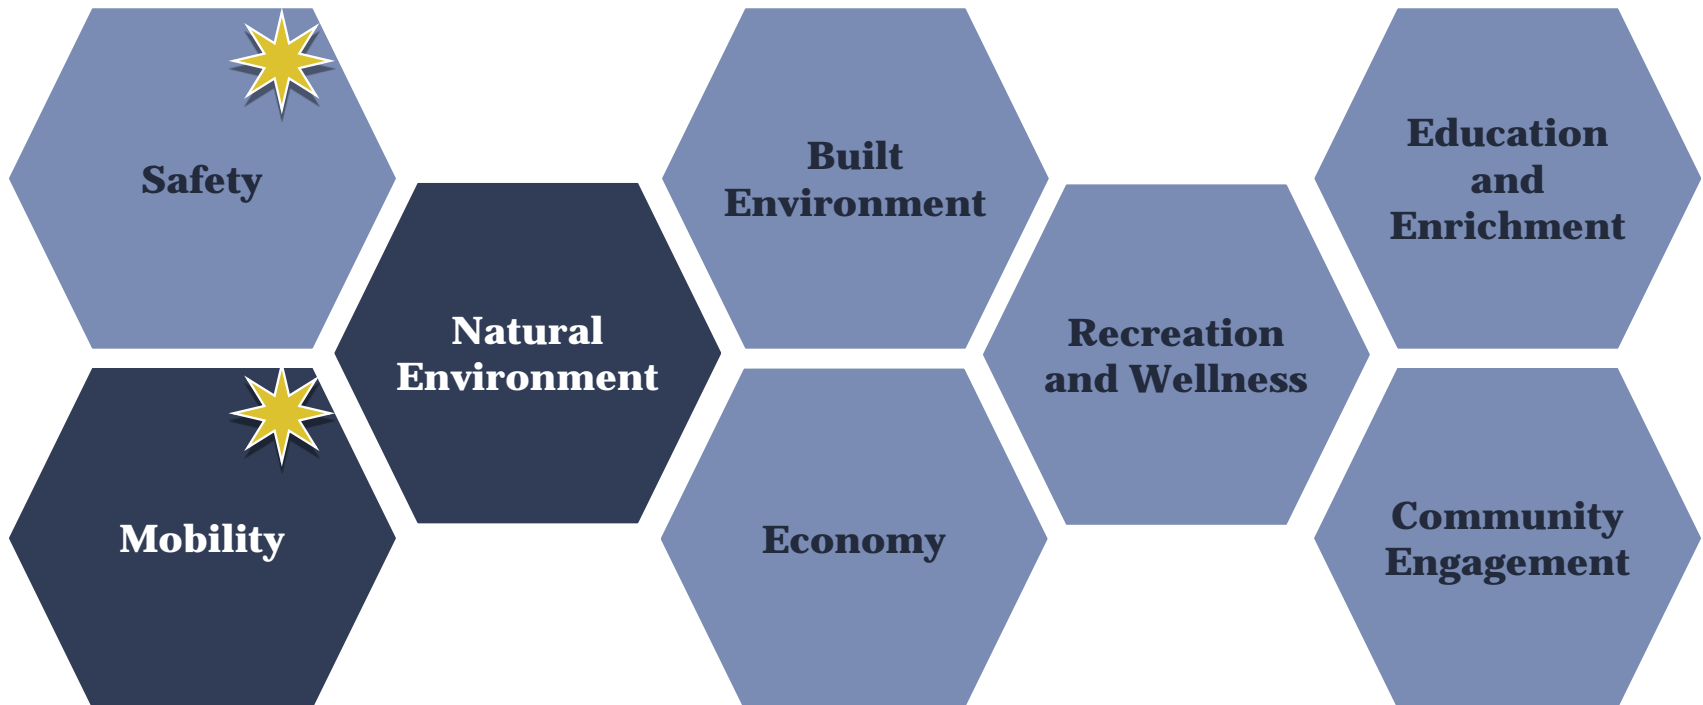 Safety
Mobility
Natural
Environment
Built
Environment
Economy
Recreation
and Wellness
Education
and
Enrichment
Community
Engagement